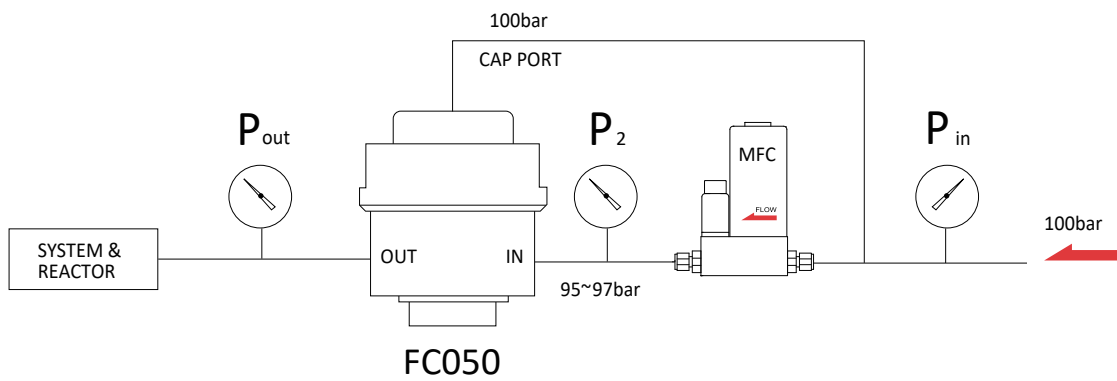 100bar
CAP PORT
P out
P 2
P in
MFC
FLOW
100bar
SYSTEM &
REACTOR
OUT
IN
95~97bar
FC050